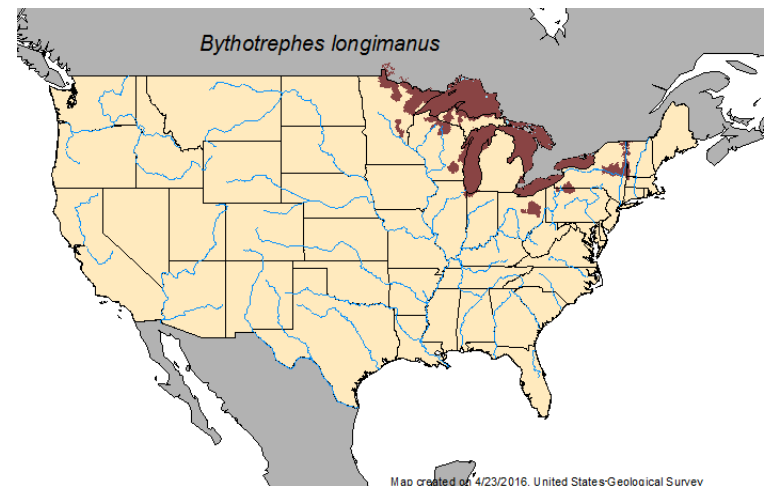 Bythotrephes longimanus
Map created on 4/23/2016. United States Geological Survey